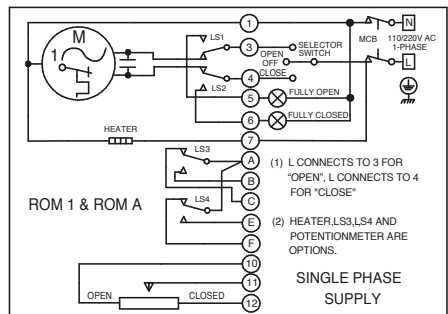 M
1
LS1
LS2
1
3
4
5
6
7
A
B
C
E
F
10
11
12
OPEN
OFF
CLOSE
SELECTOR
SWITCH
MCB
110/220V AC
1-PHASE
N
L
FULLY OPEN
FULLY CLOSED
HEATER
LS3
LS4
ROM 1 & ROM A
(1) L CONNECTS TO 3 FOR
"OPEN", L CONNECTS TO 4
FOR "CLOSE"
(2) HEATER,LS3,LS4 AND
POTENTIONMETER ARE
OPTIONS.
OPEN
CLOSED
SINGLE PHASE
SUPPLY